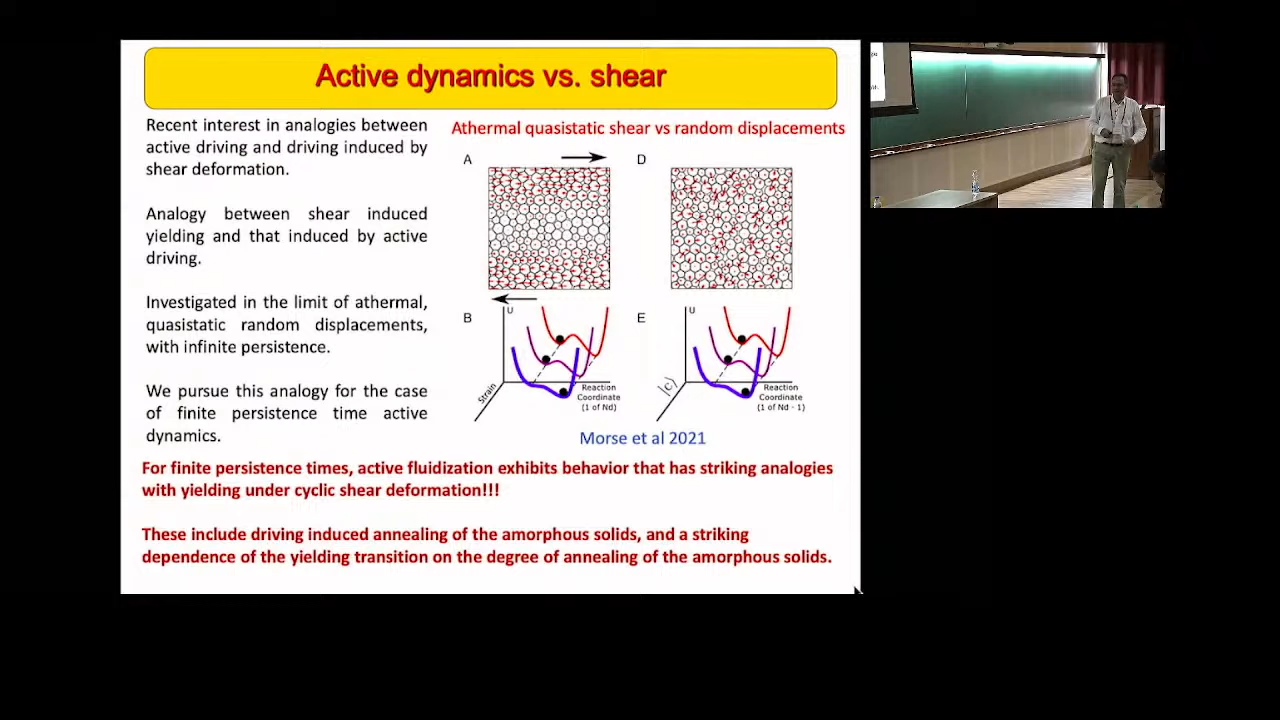 Active dynamics vs. shear
Recent interest in analogies between
active driving and driving induced by
shear deformation.
Analogy between shear induced
yielding and that induced by active
driving.
Investigated in the limit of athermal,
quasistatic random displacements,
with infinite persistence.
We pursue this analogy for the case
of finite persistence time active
dynamics.
Athermal quasistatic shear vs random displacements
A
D
B
U
Strain
Reaction
Coordinate
(1 of Nd)
E
U
|c⟩
Reaction
Coordinate
(1 of Nd - 1)
Morse et al 2021
For finite persistence times, active fluidization exhibits behavior that has striking analogies
with yielding under cyclic shear deformation!!!
These include driving induced annealing of the amorphous solids, and a striking
dependence of the yielding transition on the degree of annealing of the amorphous solids.